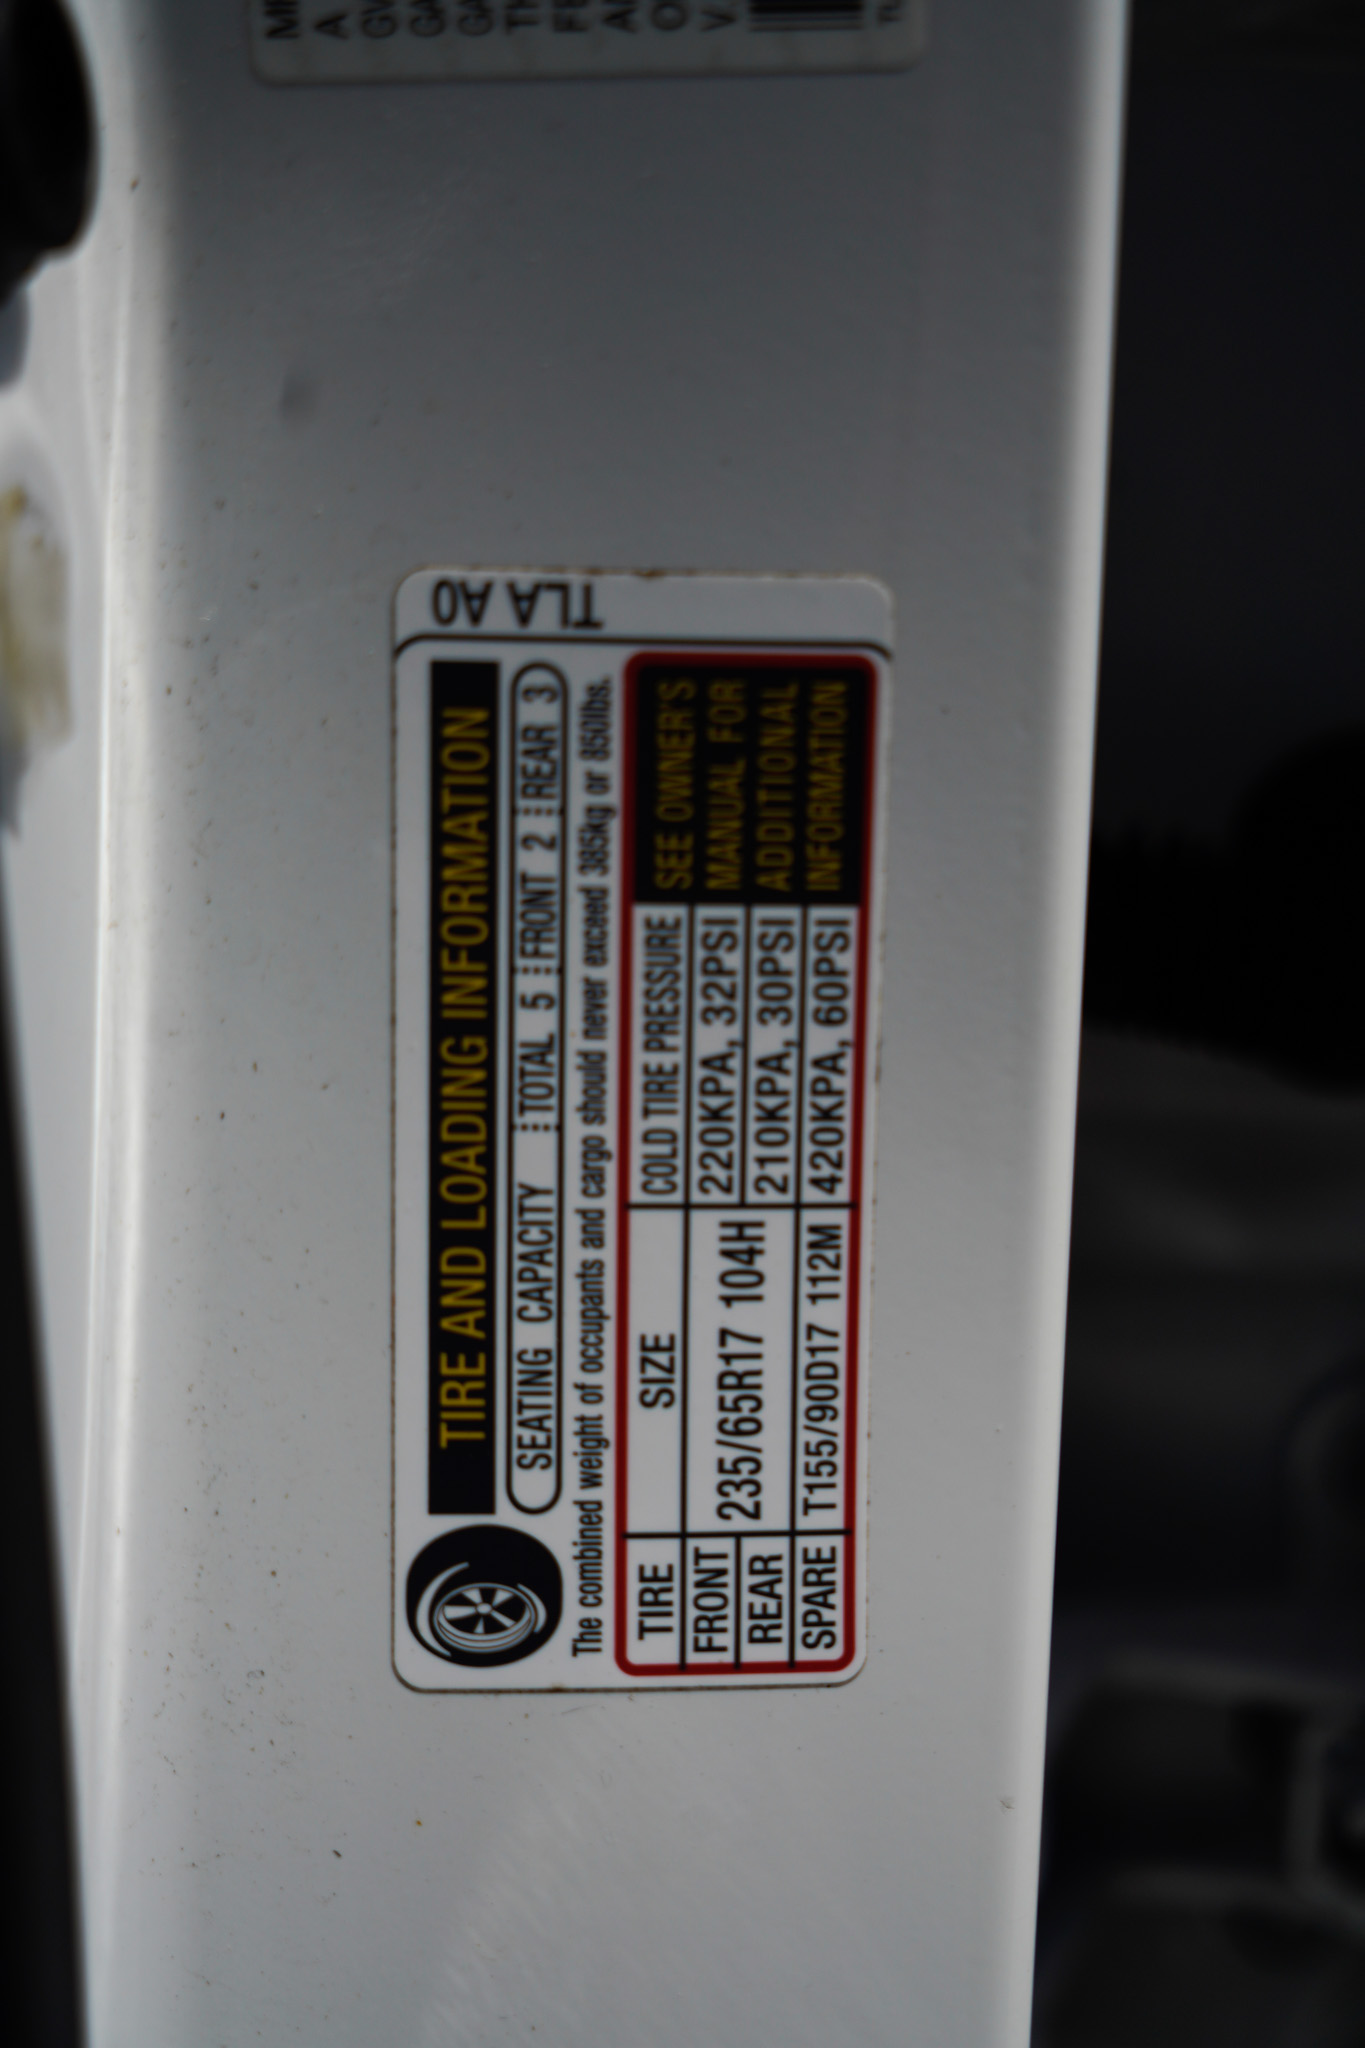 TLA A0
TIRE AND LOADING INFORMATION
SEATING CAPACITY TOTAL 5 FRONT 2 REAR 3
The combined weight of occupants and cargo should never exceed 385kg or 850lbs.
TIRE SIZE COLD TIRE PRESSURE SEE OWNER'S
FRONT 235/65R17 104H 220KPA, 32PSI MANUAL FOR
REAR 210KPA, 30PSI ADDITIONAL
SPARE T155/90D17 112M 420KPA, 60PSI INFORMATION